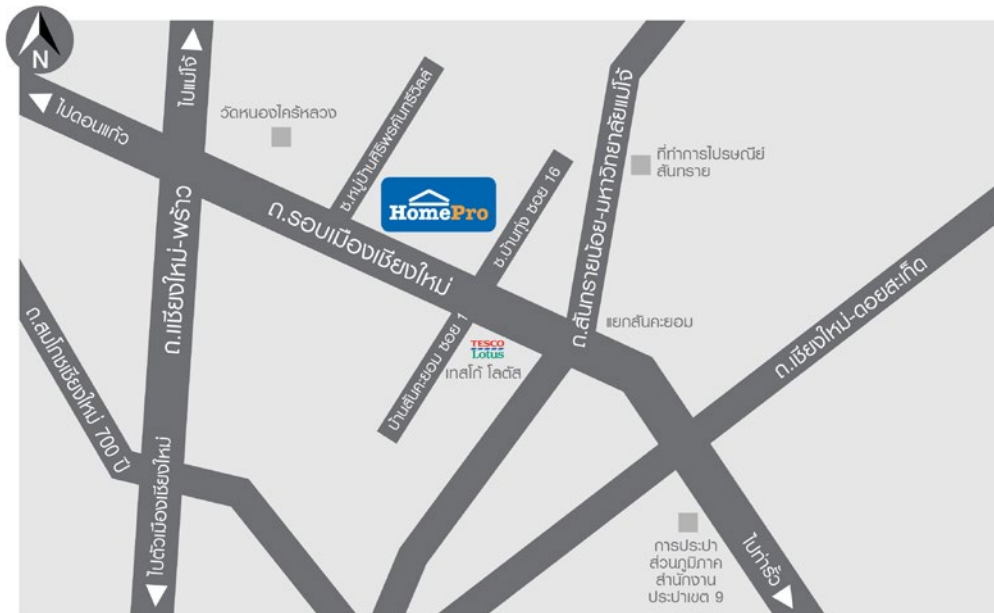 N
ไปดอนแก้ว
ไปแม่โจ้
วัดหนองไคร้หลวง
ซ.หมู่บ้านศิริพรคันทรีวิลล์
HomePro
ถ.รอบเมืองเชียงใหม่
ซ.บ้านทุ่ง ซอย 16
ที่ทำการไปรษณีย์
สันทราย
ถ.สันทรายน้อย-มหาวิทยาลัยแม่โจ้
แยกสันคะยอม
ถ.เชียงใหม่-ดอยสะเก็ด
ถ.เชียงใหม่-พร้าว
ถ.สมโภชเชียงใหม่ 700 ปี
บ้านสันคะยอม ซอย 1
TESCO
Lotus
เทสโก้ โลตัส
ไปตัวเมืองเชียงใหม่
การประปา
ส่วนภูมิภาค
สำนักงาน
ประปาเขต 9
ไปท่ารั้ว